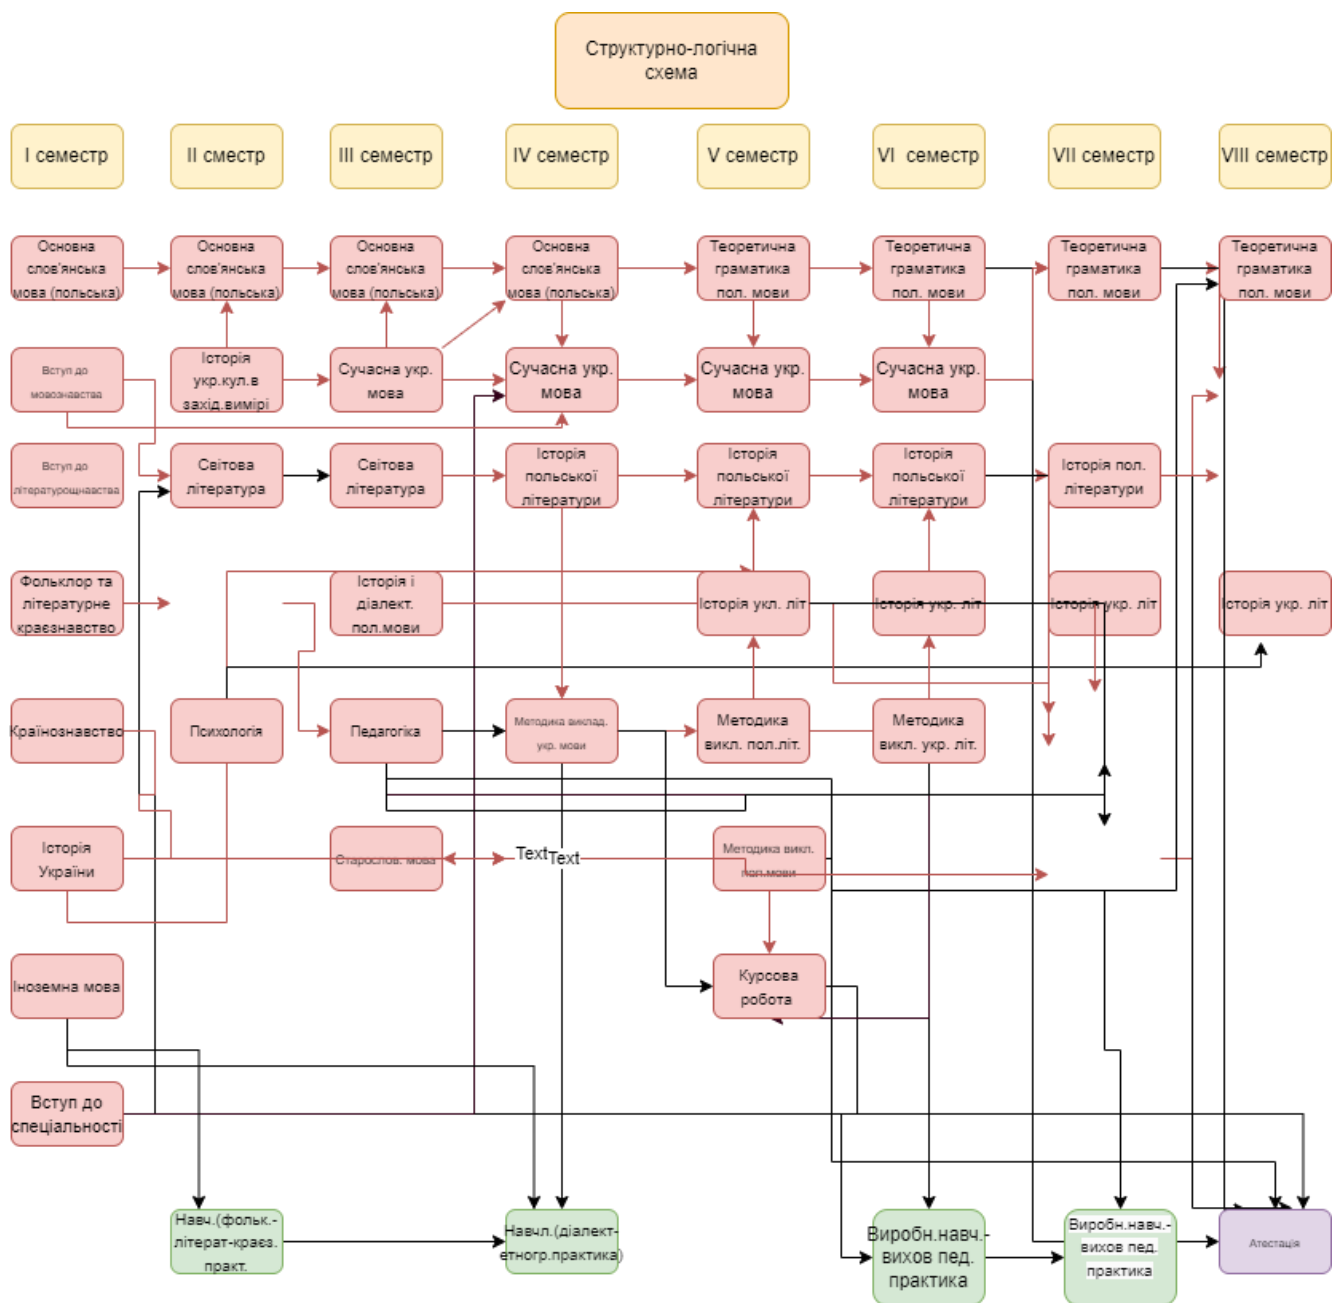 Структурно-логічна
схема
I семестр
II сместр
III семестр
IV семестр
V семестр
VI семестр
VII семестр
VIII семестр
Основна
слов'янська
мова (польська)
Основна
слов'янська
мова (польська)
Основна
слов'янська
мова (польська)
Основна
слов'янська
мова (польська)
Теоретична
граматика
пол. мови
Теоретична
граматика
пол. мови
Теоретична
граматика
пол. мови
Теоретична
граматика
пол. мови
Вступ до
мовознавства
Історія
укр.кул.в
захід.вимірі
Сучасна укр.
мова
Сучасна укр.
мова
Сучасна укр.
мова
Сучасна укр.
мова
Вступ до
літературощнавства
Світова
література
Світова
література
Історія
польської
літератури
Історія
польської
літератури
Історія
польської
літератури
Історія пол.
літератури
Фольклор та
літературне
краєзнавство
Історія і
діалект.
пол.мови
Історія укл. літ
Історія укр. літ
Історія укр. літ
Історія укр. літ
Країнознавство
Психологія
Педагогіка
Методика виклад.
укр. мови
Методика
викл. пол.літ.
Методика
викл. укр. літ.
Історія
України
Старослов. мова
Text
Text
Методика викл.
пол.мови
Іноземна мова
Курсова
робота
Вступ до
спеціальності
Навч.(фольк.-
літерат-краєз.
практ.
Навчл.(діалект-
етногр.практика)
Виробн.навч.-
вихов пед.
практика
Виробн.навч.-
вихов пед.
практика
Атестація